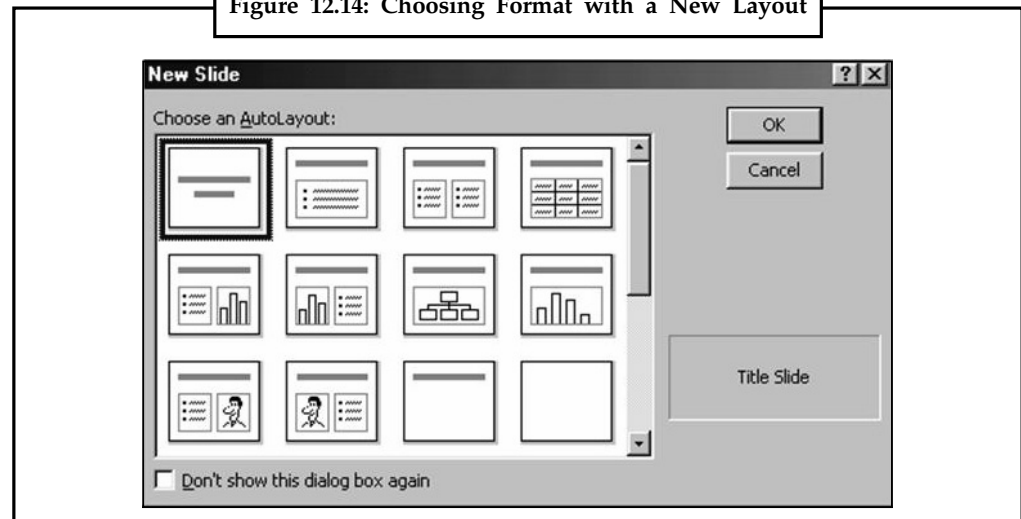 Figure 12.14: Choosing Format with a New Layout
New Slide
Choose an AutoLayout:
OK
Cancel
Title Slide
Don't show this dialog box again